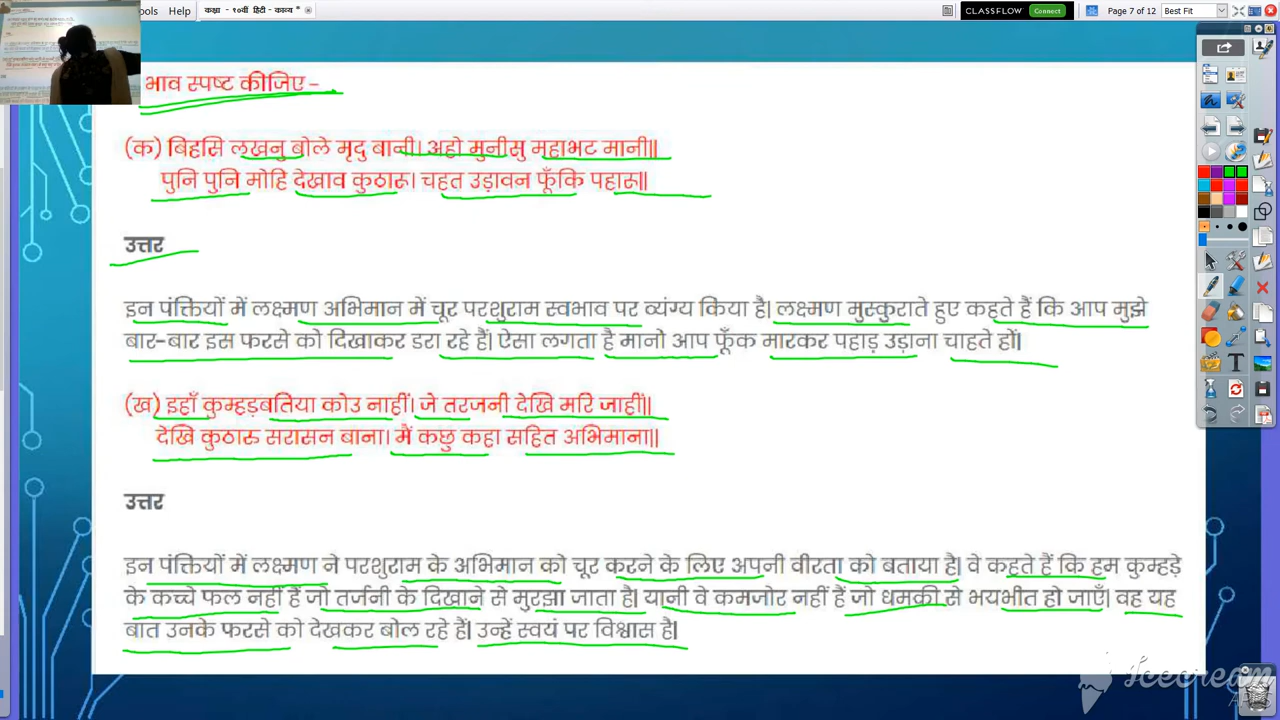 ools Help कक्षा - १०वीं हिंदी - काव्य * CLASSFLOW Connect Page 7 of 12 Best Fit
भाव स्पष्ट कीजिए -
(क) बिहसि लखनु बोले मृदु बानी। अहो मुनीसु महाभट मानी॥
पुनि पुनि मोहि देखाव कुठारू। चहत उड़ावन फूँकि पहारू॥
उत्तर
इन पंक्तियों में लक्ष्मण अभिमान में चूर परशुराम स्वभाव पर व्यंग्य किया है| लक्ष्मण मुस्कुराते हुए कहते हैं कि आप मुझे
बार-बार इस फरसे को दिखाकर डरा रहे हैं| ऐसा लगता है मानो आप फूँक मारकर पहाड़ उड़ाना चाहते हों|
(ख) इहाँ कुम्हड़बतिया कोउ नाहीं। जे तरजनी देखि मरि जाहीं॥
देखि कुठारु सरासन बाना। मैं कछु कहा सहित अभिमाना॥
उत्तर
इन पंक्तियों में लक्ष्मण ने परशुराम के अभिमान को चूर करने के लिए अपनी वीरता को बताया है| वे कहते हैं कि हम कुम्हड़े
के कच्चे फल नहीं हैं जो तर्जनी के दिखाने से मुरझा जाता है| यानी वे कमजोर नहीं हैं जो धमकी से भयभीत हो जाएँ| वह यह
बात उनके फरसे को देखकर बोल रहे हैं| उन्हें स्वयं पर विश्वास है|
Icecream
APPS